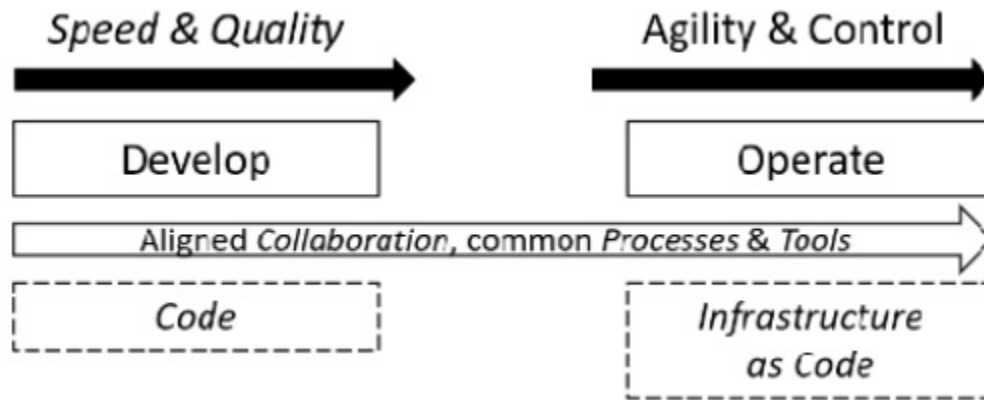 Speed & Quality
Agility & Control
Develop
Operate
Aligned Collaboration, common Processes & Tools
Code
Infrastructure
as Code